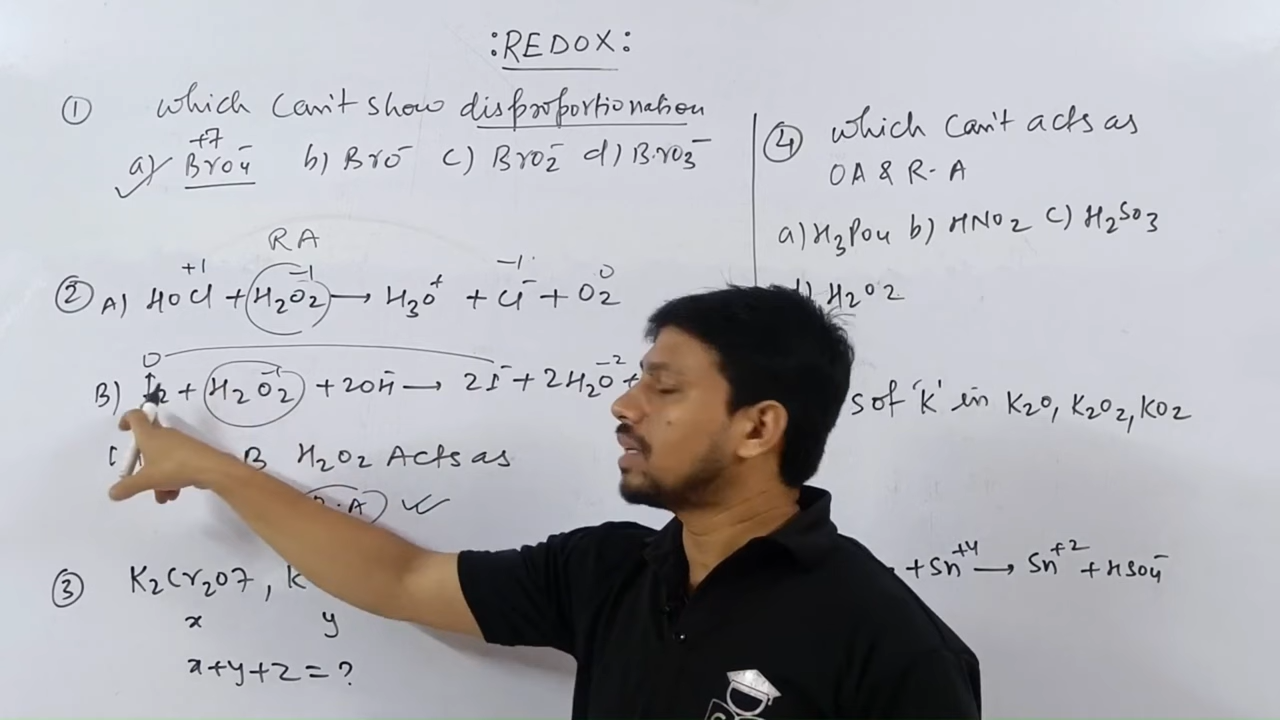 :REDOX:
① which can't show disproportionation
+7
a) BrO4⁻ b) BrO⁻ c) BrO2⁻ d) BrO3⁻
RA
+1 −1 −1 0
② A) HOCl + H2O2 → H3O⁺ + Cl⁻ + O2
0 −1 −2
B) I2 + H2O2 + 2OH⁻ → 2I⁻ + 2H2O +
B H2O2 Acts as
R.A ✓
③ K2Cr2O7, K
x y
x+y+z=?
④ which can't acts as
OA & R-A
a) H3PO4 b) HNO2 c) H2SO3
d) H2O2
s of 'K' in K2O, K2O2, KO2
+ Sn⁺⁴ → Sn⁺² + HSO4⁻